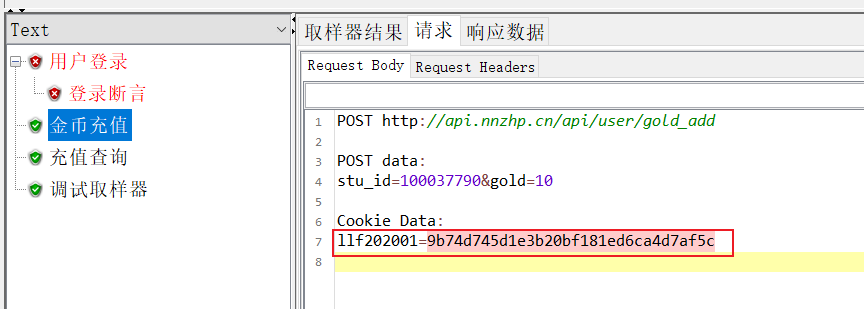 Text
用户登录
登录断言
金币充值
充值查询
调试取样器
取样器结果 请求 响应数据
Request Body Request Headers
1 POST http://api.nnzhp.cn/api/user/gold_add
2
3 POST data:
4 stu_id=100037790&gold=10
5
6 Cookie Data:
7 llf202001=9b74d745d1e3b20bf181ed6ca4d7af5c
8